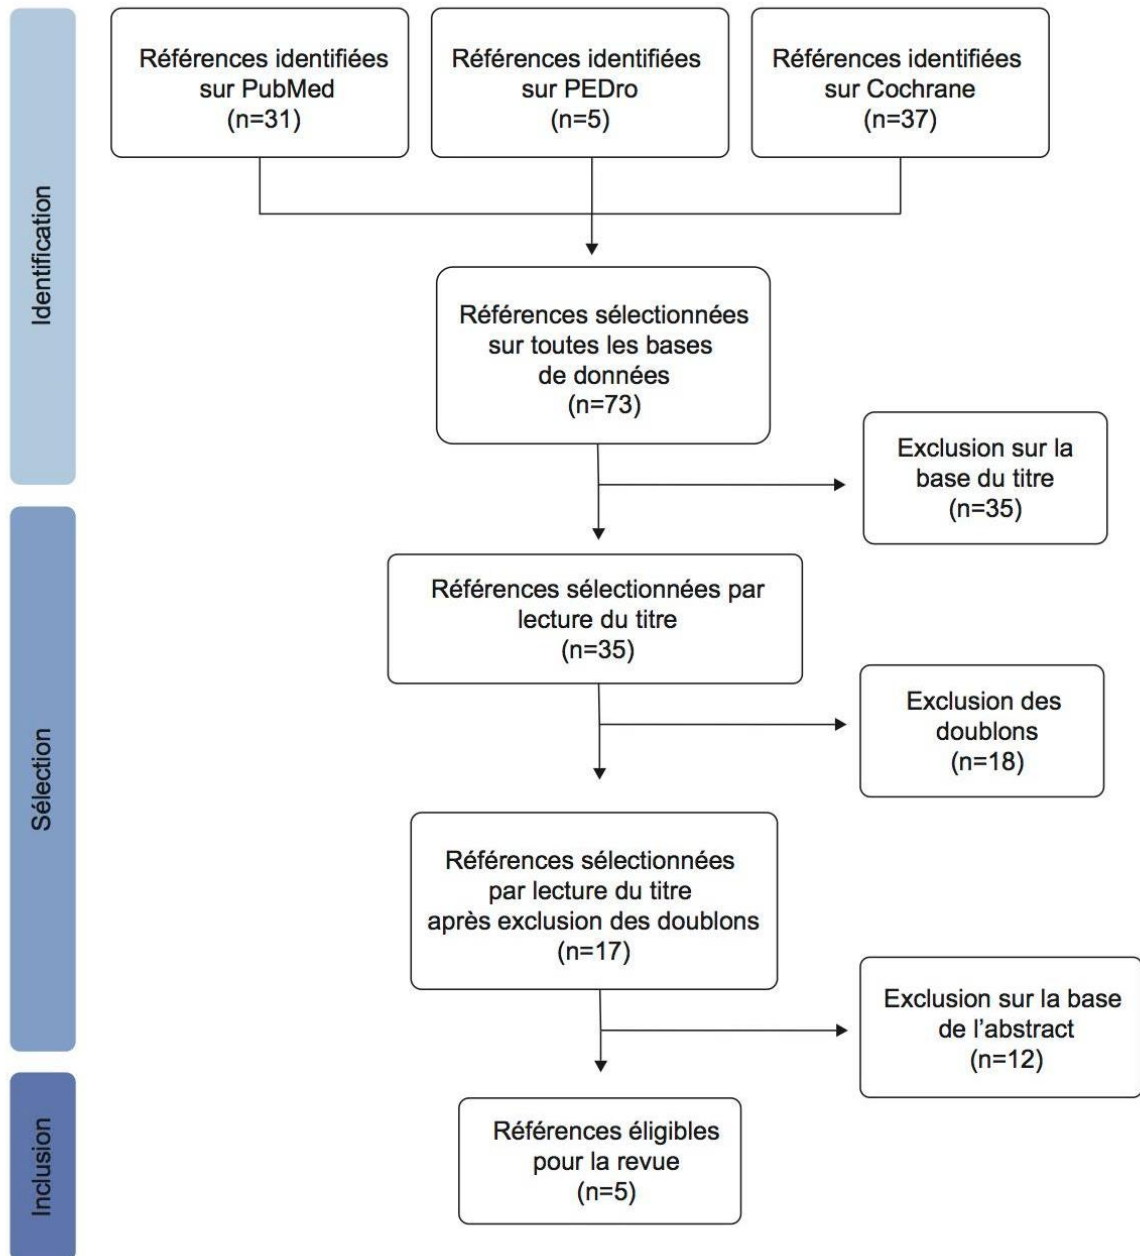 Identification
Références identifiées
sur PubMed
(n=31)
Références identifiées
sur PEDro
(n=5)
Références identifiées
sur Cochrane
(n=37)
Références sélectionnées
sur toutes les bases
de données
(n=73)
Exclusion sur la
base du titre
(n=35)
Sélection
Références sélectionnées par
lecture du titre
(n=35)
Exclusion des
doublons
(n=18)
Références sélectionnées
par lecture du titre
après exclusion des doublons
(n=17)
Exclusion sur la base
de l’abstract
(n=12)
Inclusion
Références éligibles
pour la revue
(n=5)